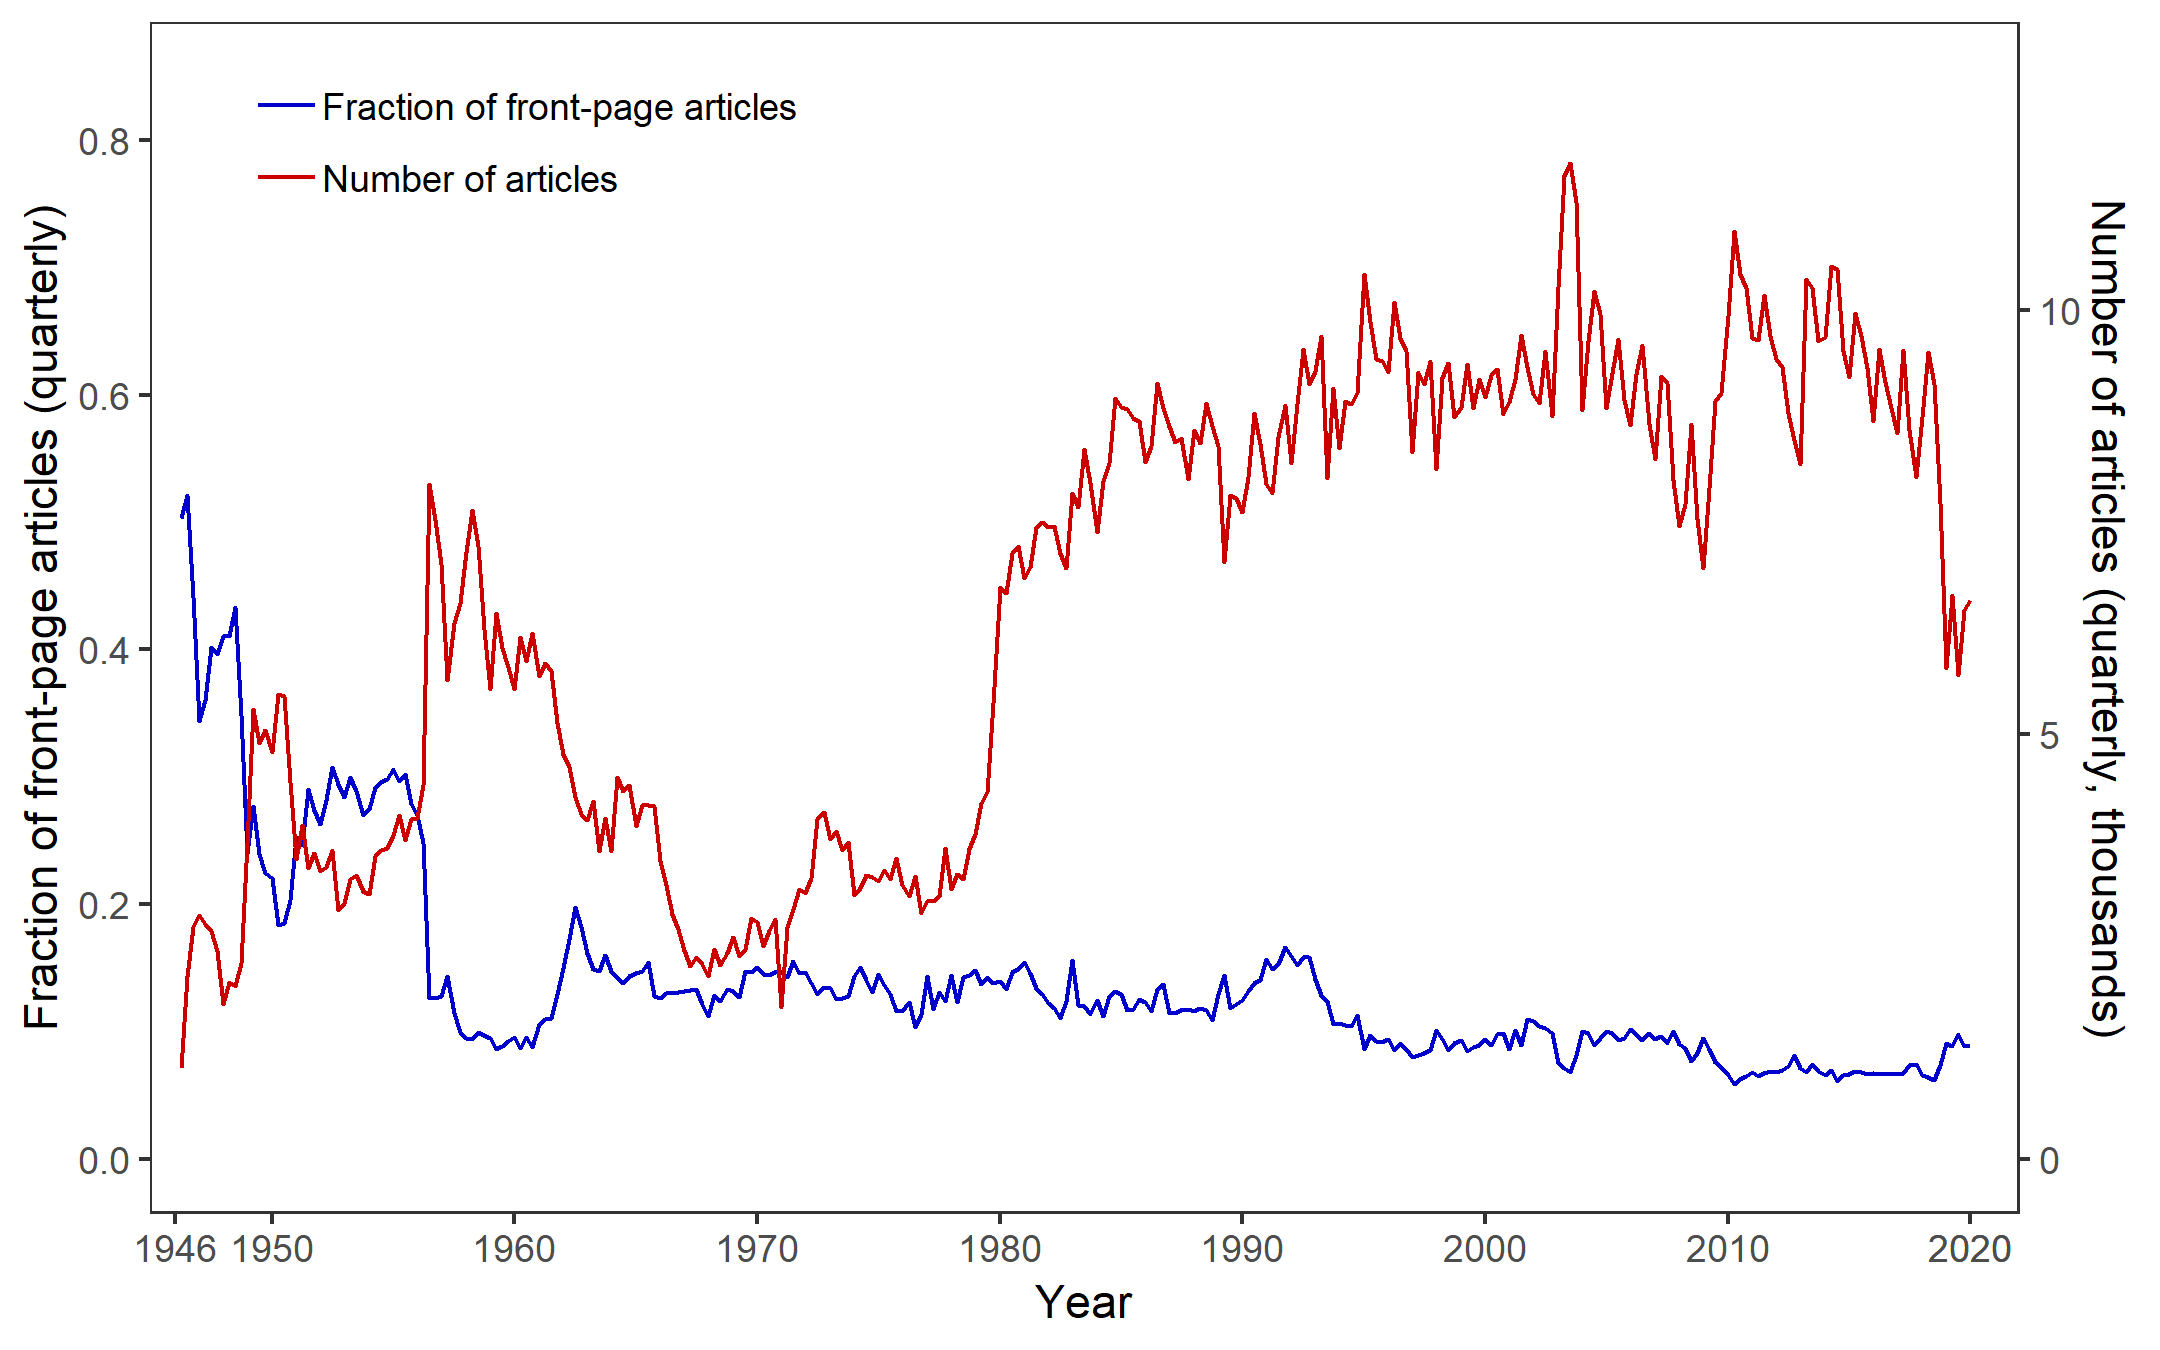 Fraction of front-page articles
Number of articles
Fraction of front-page articles (quarterly)
0.8
0.6
0.4
0.2
0.0
Number of articles (quarterly, thousands)
10
5
0
1946 1950 1960 1970 1980 1990 2000 2010 2020
Year